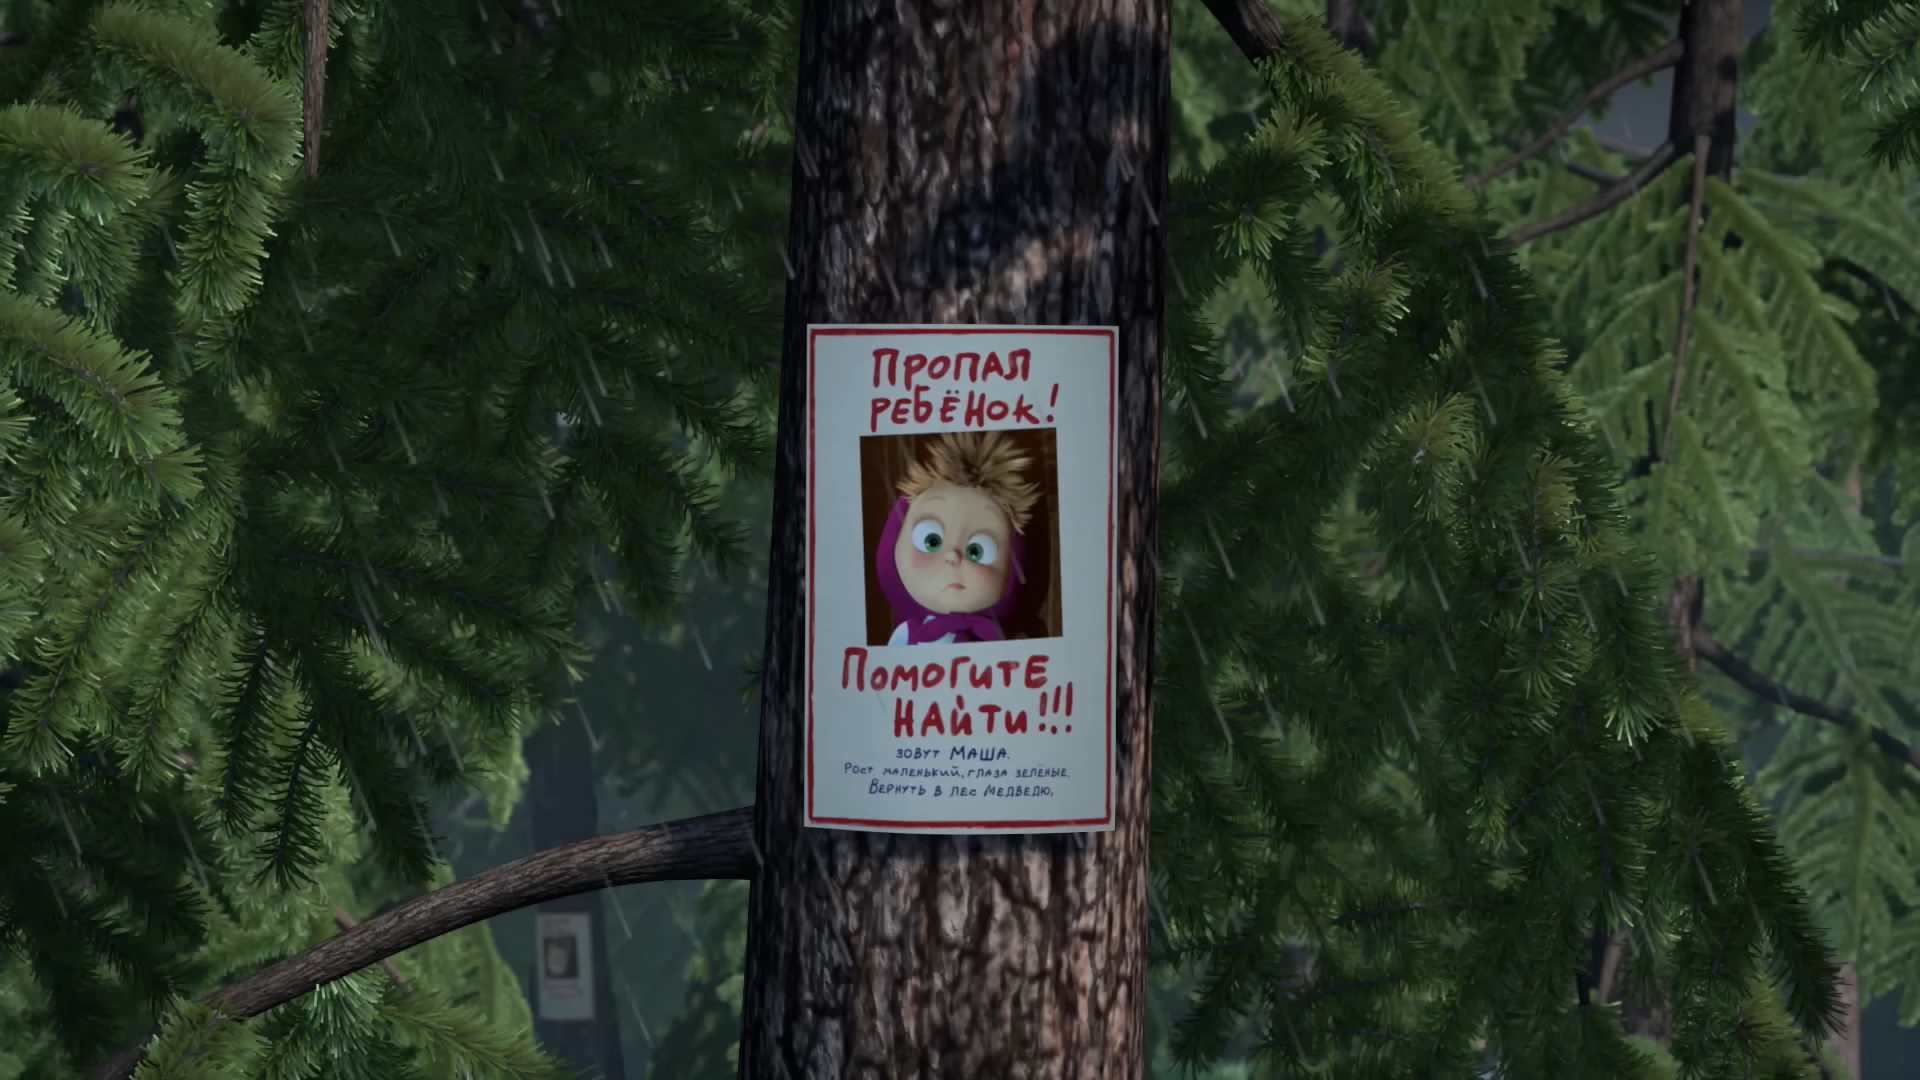 ПРОПАЛ
РЕБЁНОК!
ПОМОГИТЕ
НАЙТИ!!!
ЗОВУТ МАША.
РОСТ МАЛЕНЬКИЙ, ГЛАЗА ЗЕЛЁНЫЕ.
ВЕРНУТЬ В ЛЕС МЕДВЕДЮ,